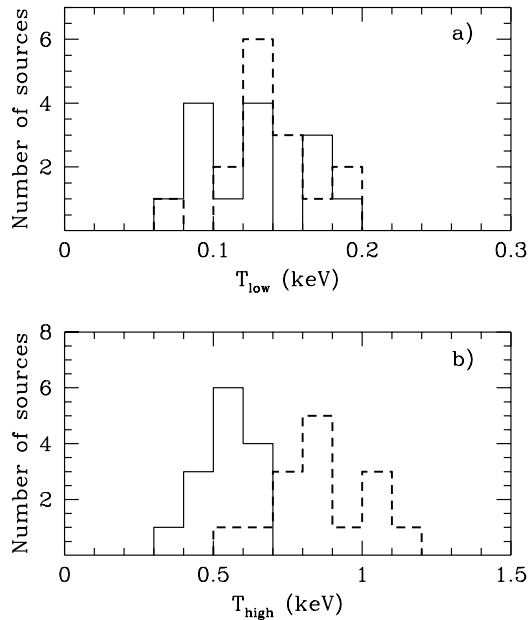 6
4
2
a)
Number of sources
0
0.1
0.2
0.3
T_low (keV)
8
6
4
2
b)
Number of sources
0
0.5
1
1.5
T_high (keV)